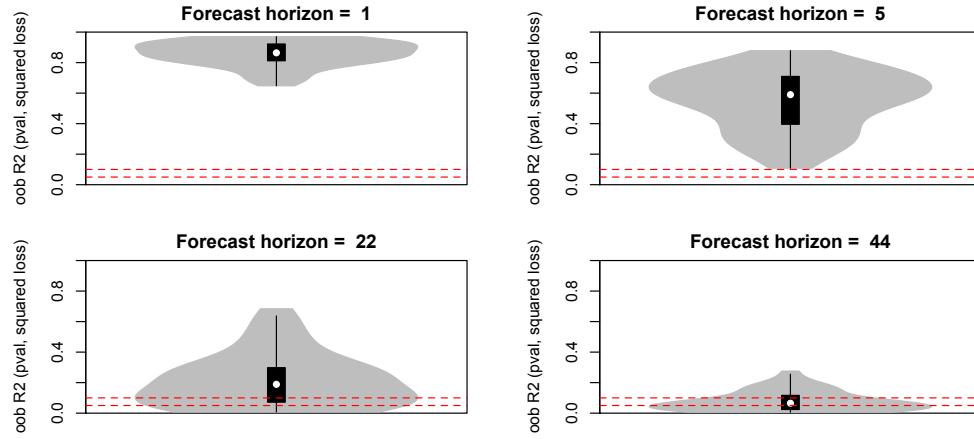 Forecast horizon = 1
oob R2 (pval, squared loss)
0.8
0.4
0.0
Forecast horizon = 5
oob R2 (pval, squared loss)
0.8
0.4
0.0
Forecast horizon = 22
oob R2 (pval, squared loss)
0.8
0.4
0.0
Forecast horizon = 44
oob R2 (pval, squared loss)
0.8
0.4
0.0